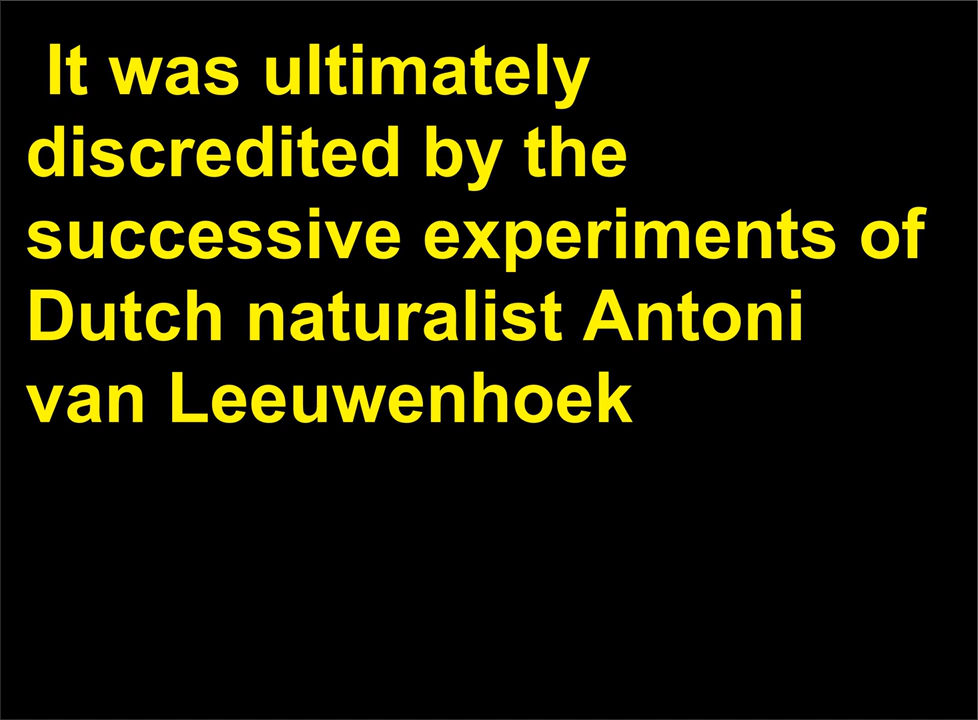 It was ultimately
discredited by the
successive experiments of
Dutch naturalist Antoni
van Leeuwenhoek